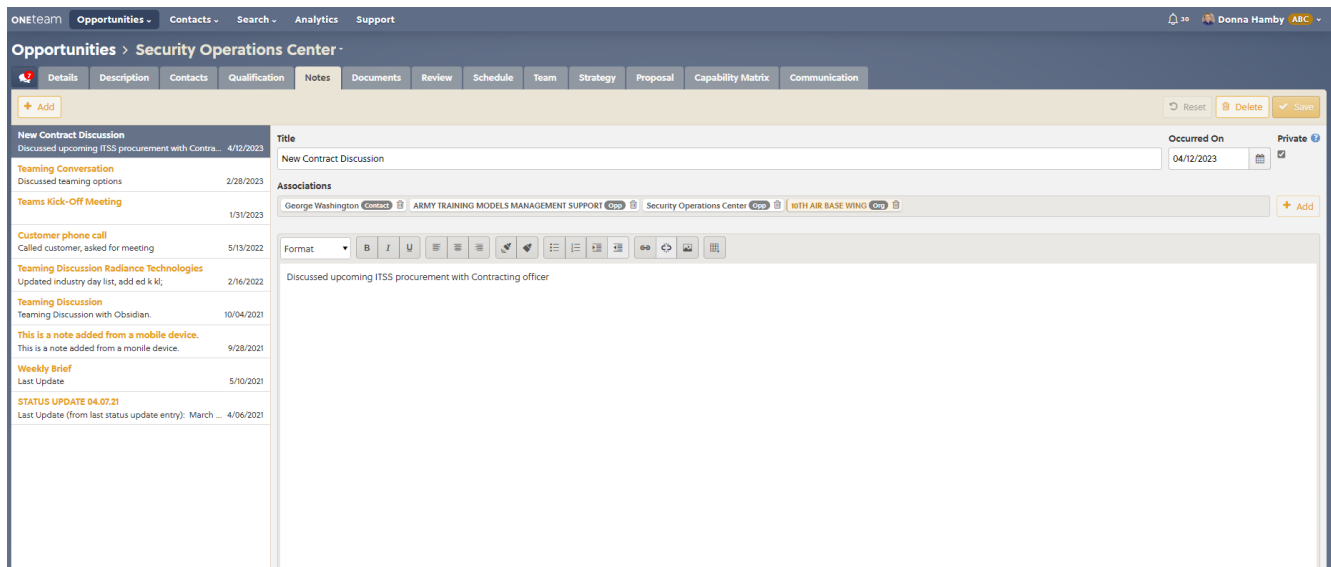 ONEteam Opportunities Contacts Search Analytics Support 30 Donna Hamby ABC
Opportunities > Security Operations Center
7 Details Description Contacts Qualification Notes Documents Review Schedule Team Strategy Proposal Capability Matrix Communication
+ Add Reset Delete Save
New Contract Discussion
Discussed upcoming ITSS procurement with Contra... 4/12/2023
Teaming Conversation
Discussed teaming options 2/28/2023
Teams Kick-Off Meeting
1/31/2023
Customer phone call
Called customer, asked for meeting 5/13/2022
Teaming Discussion Radiance Technologies
Updated industry day list, add ed k kl; 2/16/2022
Teaming Discussion
Teaming Discussion with Obsidian. 10/04/2021
This is a note added from a mobile device.
This is a note added from a monile device. 9/28/2021
Weekly Brief
Last Update 5/10/2021
STATUS UPDATE 04.07.21
Last Update (from last status update entry): March ... 4/06/2021
Title Occurred On Private ?
New Contract Discussion 04/12/2023
Associations
George Washington Contact ARMY TRAINING MODELS MANAGEMENT SUPPORT Opp Security Operations Center Opp 10TH AIR BASE WING Org + Add
Format B I U
Discussed upcoming ITSS procurement with Contracting officer